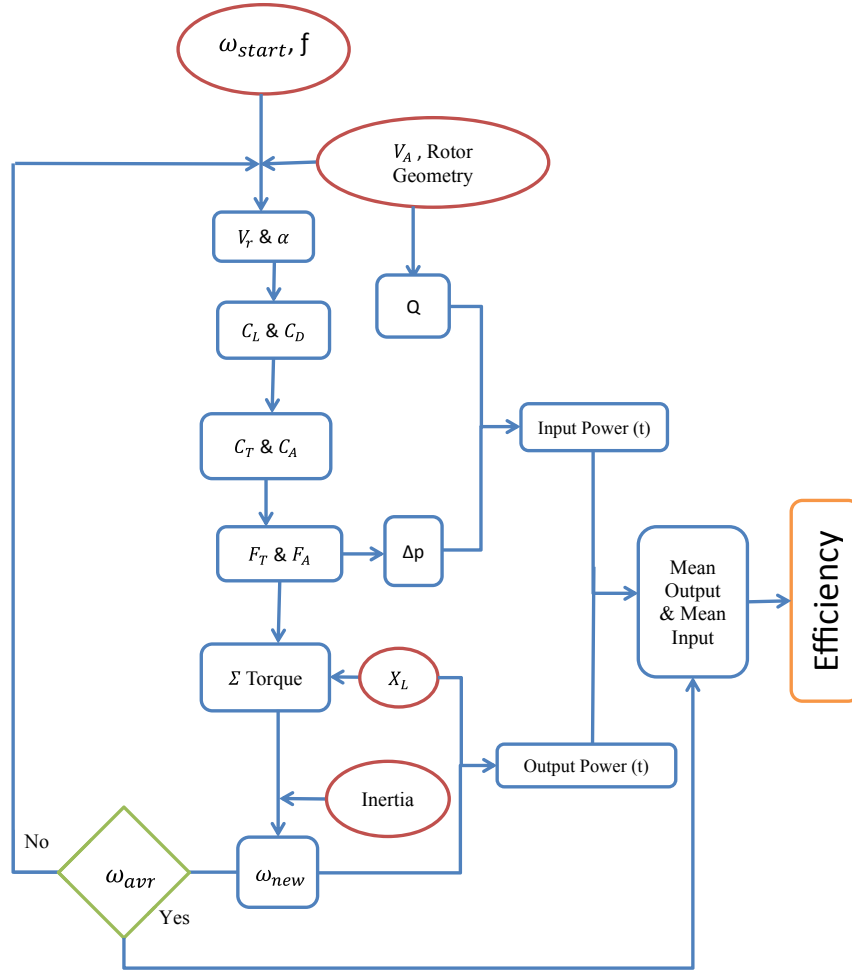 ω_start, f
V_A , Rotor
Geometry
V_r & α
Q
C_L & C_D
C_T & C_A
Input Power (t)
F_T & F_A
Δp
Mean
Output
& Mean
Input
Efficiency
Σ Torque
X_L
Output Power (t)
Inertia
No
ω_avr
ω_new
Yes